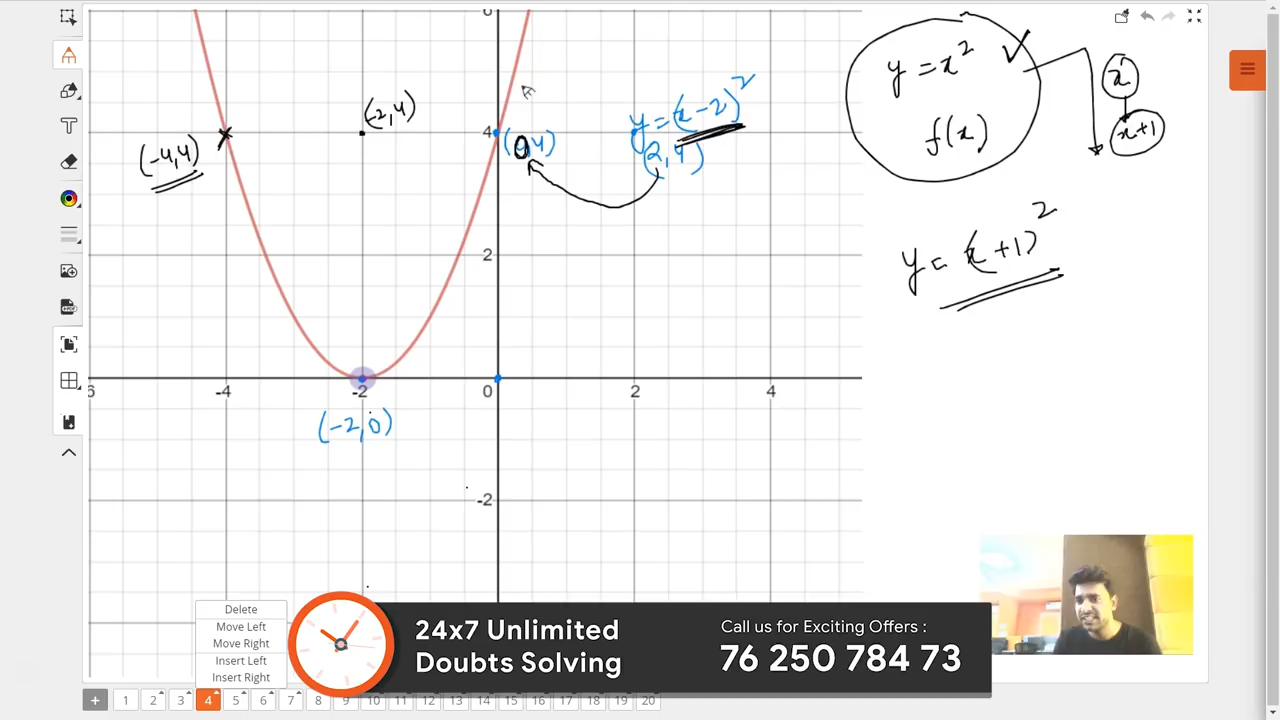 y = x² ✓
f(x)
x
x+1
y = (x+1)²
y = (x-2)²
(-2,4)
(-4,4)
(0,4)
(2,4)
(-2,0)
6
4
2
6
-4
-2
0
2
4
-2
Delete
Move Left
Move Right
Insert Left
Insert Right
24x7 Unlimited
Doubts Solving
Call us for Exciting Offers :
76 250 784 73
+ 1 2 3 4 5 6 7 8 9 10 11 12 13 14 15 16 17 18 19 20